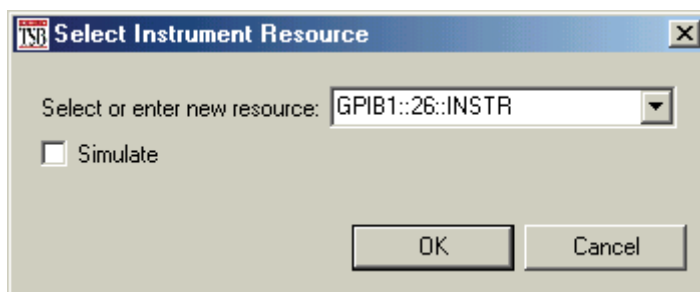 TSB Select Instrument Resource
Select or enter new resource: GPIB1::26::INSTR
Simulate
OK Cancel